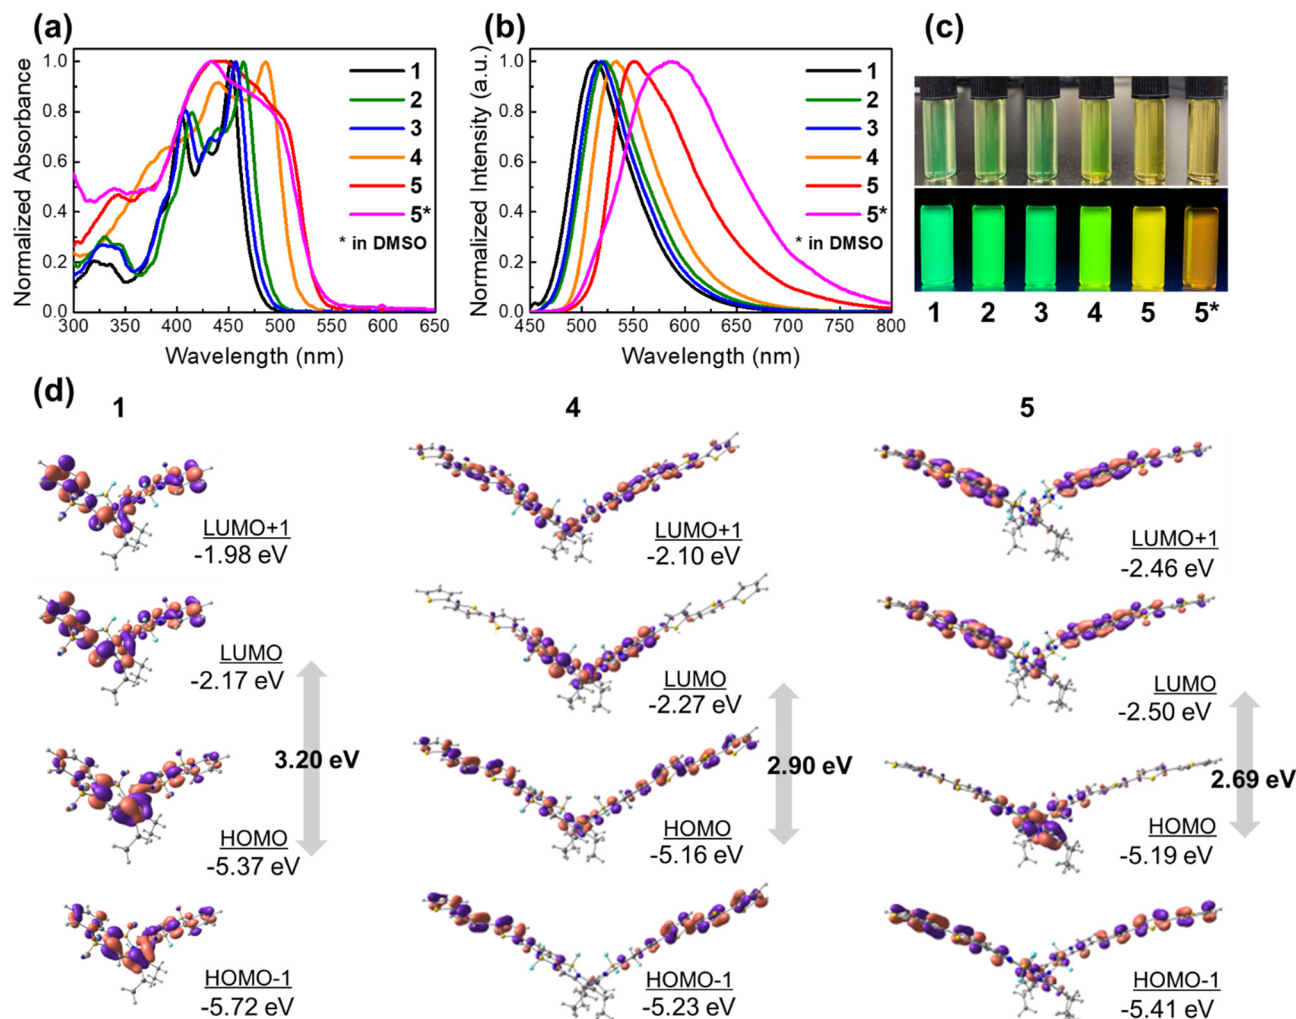 (a)
Normalized Absorbance
1.0
0.8
0.6
0.4
0.2
0.0
300 350 400 450 500 550 600 650
Wavelength (nm)
1
2
3
4
5
5*
* in DMSO
(b)
Normalized Intensity (a.u.)
1.0
0.8
0.6
0.4
0.2
0.0
450 500 550 600 650 700 750 800
Wavelength (nm)
1
2
3
4
5
5*
* in DMSO
(c)
1 2 3 4 5 5*
(d)
1
LUMO+1
-1.98 eV
LUMO
-2.17 eV
3.20 eV
HOMO
-5.37 eV
HOMO-1
-5.72 eV
4
LUMO+1
-2.10 eV
LUMO
-2.27 eV
2.90 eV
HOMO
-5.16 eV
HOMO-1
-5.23 eV
5
LUMO+1
-2.46 eV
LUMO
-2.50 eV
2.69 eV
HOMO
-5.19 eV
HOMO-1
-5.41 eV